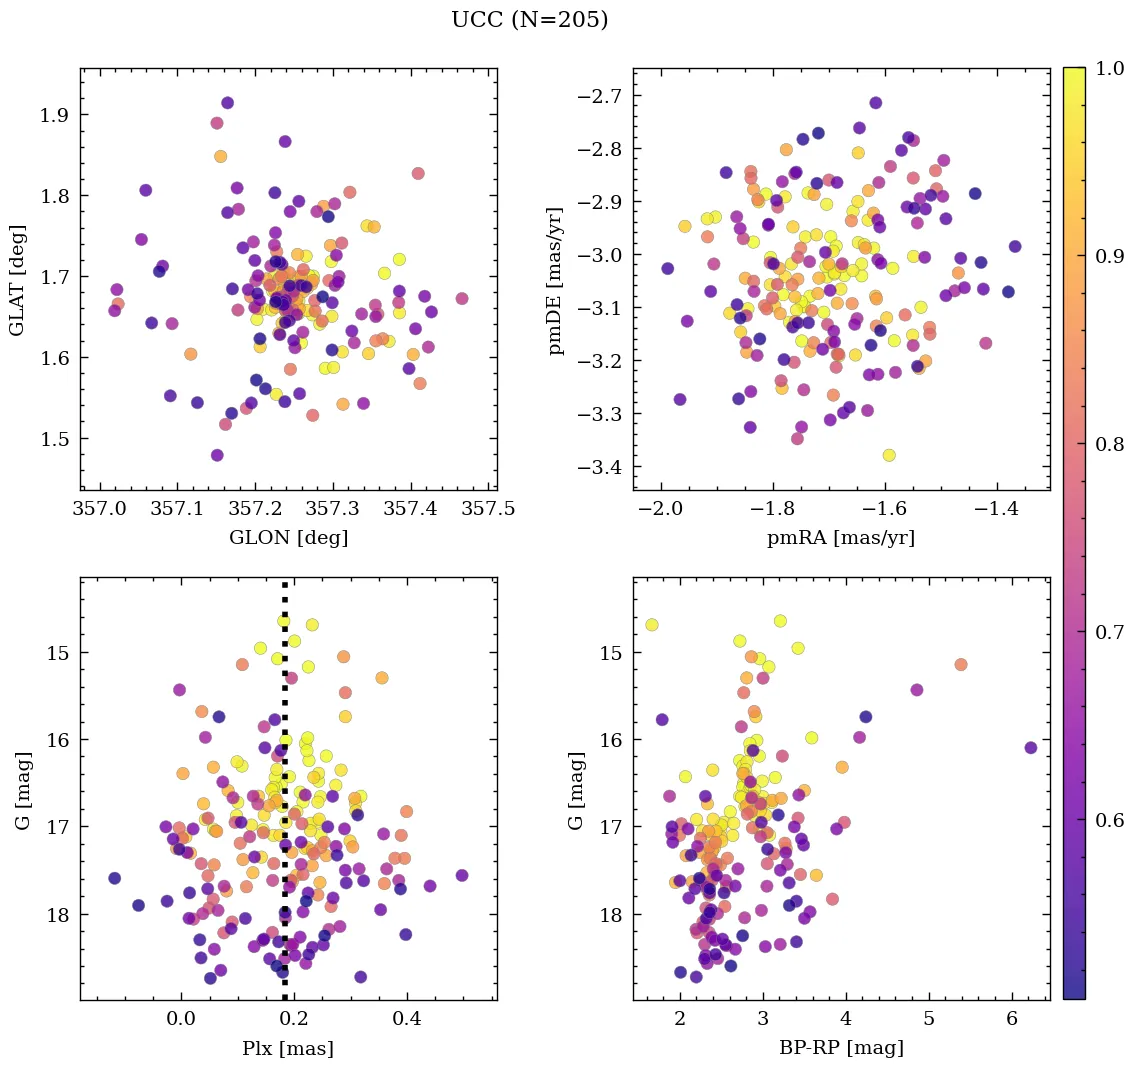 UCC (N=205)
1.9
1.8
1.7
1.6
1.5
GLAT [deg]
357.0 357.1 357.2 357.3 357.4 357.5
GLON [deg]
−2.7
−2.8
−2.9
−3.0
−3.1
−3.2
−3.3
−3.4
pmDE [mas/yr]
−2.0 −1.8 −1.6 −1.4
pmRA [mas/yr]
1.0
0.9
0.8
0.7
0.6
15
16
17
18
G [mag]
0.0 0.2 0.4
Plx [mas]
15
16
17
18
G [mag]
2 3 4 5 6
BP-RP [mag]